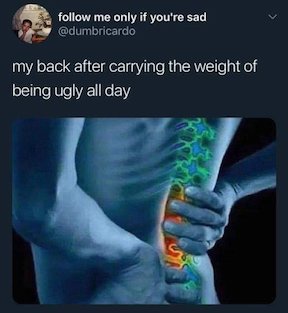 follow me only if you're sad
@dumbricardo
my back after carrying the weight of
being ugly all day